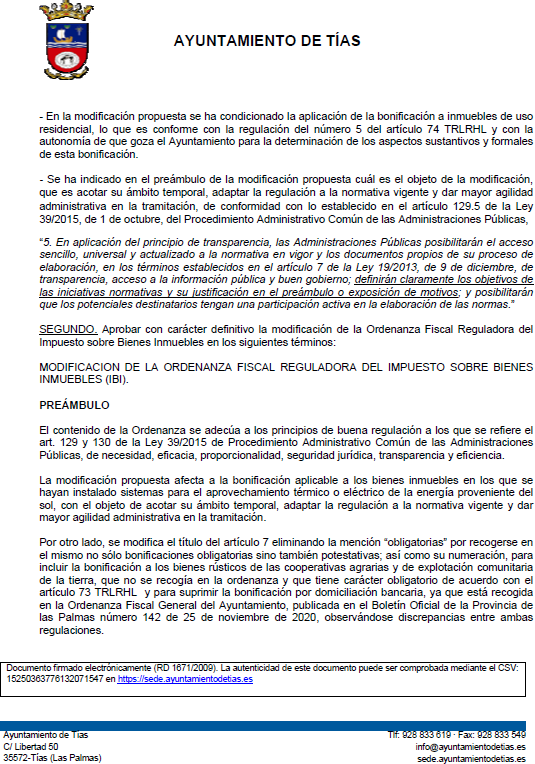 AYUNTAMIENTO DE TÍAS
- En la modificación propuesta se ha condicionado la aplicación de la bonificación a inmuebles de uso
residencial, lo que es conforme con la regulación del número 5 del artículo 74 TRLRHL y con la
autonomía de que goza el Ayuntamiento para la determinación de los aspectos sustantivos y formales
de esta bonificación.
- Se ha indicado en el preámbulo de la modificación propuesta cuál es el objeto de la modificación,
que es acotar su ámbito temporal, adaptar la regulación a la normativa vigente y dar mayor agilidad
administrativa en la tramitación, de conformidad con lo establecido en el artículo 129.5 de la Ley
39/2015, de 1 de octubre, del Procedimiento Administrativo Común de las Administraciones Públicas,
“5. En aplicación del principio de transparencia, las Administraciones Públicas posibilitarán el acceso
sencillo, universal y actualizado a la normativa en vigor y los documentos propios de su proceso de
elaboración, en los términos establecidos en el artículo 7 de la Ley 19/2013, de 9 de diciembre, de
transparencia, acceso a la información pública y buen gobierno; definirán claramente los objetivos de
las iniciativas normativas y su justificación en el preámbulo o exposición de motivos; y posibilitarán
que los potenciales destinatarios tengan una participación activa en la elaboración de las normas.”
SEGUNDO. Aprobar con carácter definitivo la modificación de la Ordenanza Fiscal Reguladora del
Impuesto sobre Bienes Inmuebles en los siguientes términos:
MODIFICACION DE LA ORDENANZA FISCAL REGULADORA DEL IMPUESTO SOBRE BIENES
INMUEBLES (IBI).
PREÁMBULO
El contenido de la Ordenanza se adecúa a los principios de buena regulación a los que se refiere el
art. 129 y 130 de la Ley 39/2015 de Procedimiento Administrativo Común de las Administraciones
Públicas, de necesidad, eficacia, proporcionalidad, seguridad jurídica, transparencia y eficiencia.
La modificación propuesta afecta a la bonificación aplicable a los bienes inmuebles en los que se
hayan instalado sistemas para el aprovechamiento térmico o eléctrico de la energía proveniente del
sol, con el objeto de acotar su ámbito temporal, adaptar la regulación a la normativa vigente y dar
mayor agilidad administrativa en la tramitación.
Por otro lado, se modifica el título del artículo 7 eliminando la mención “obligatorias” por recogerse en
el mismo no sólo bonificaciones obligatorias sino también potestativas; así como su numeración, para
incluir la bonificación a los bienes rústicos de las cooperativas agrarias y de explotación comunitaria
de la tierra, que no se recogía en la ordenanza y que tiene carácter obligatorio de acuerdo con el
artículo 73 TRLRHL y para suprimir la bonificación por domiciliación bancaria, ya que está recogida
en la Ordenanza Fiscal General del Ayuntamiento, publicada en el Boletín Oficial de la Provincia de
las Palmas número 142 de 25 de noviembre de 2020, observándose discrepancias entre ambas
regulaciones.
Documento firmado electrónicamente (RD 1671/2009). La autenticidad de este documento puede ser comprobada mediante el CSV:
15250363776132071547 en https://sede.ayuntamientodetias.es
Ayuntamiento de Tías
Tlf: 928 833 619 · Fax: 928 833 549
C/ Libertad 50
info@ayuntamientodetias.es
35572-Tías (Las Palmas)
sede.ayuntamientodetias.es